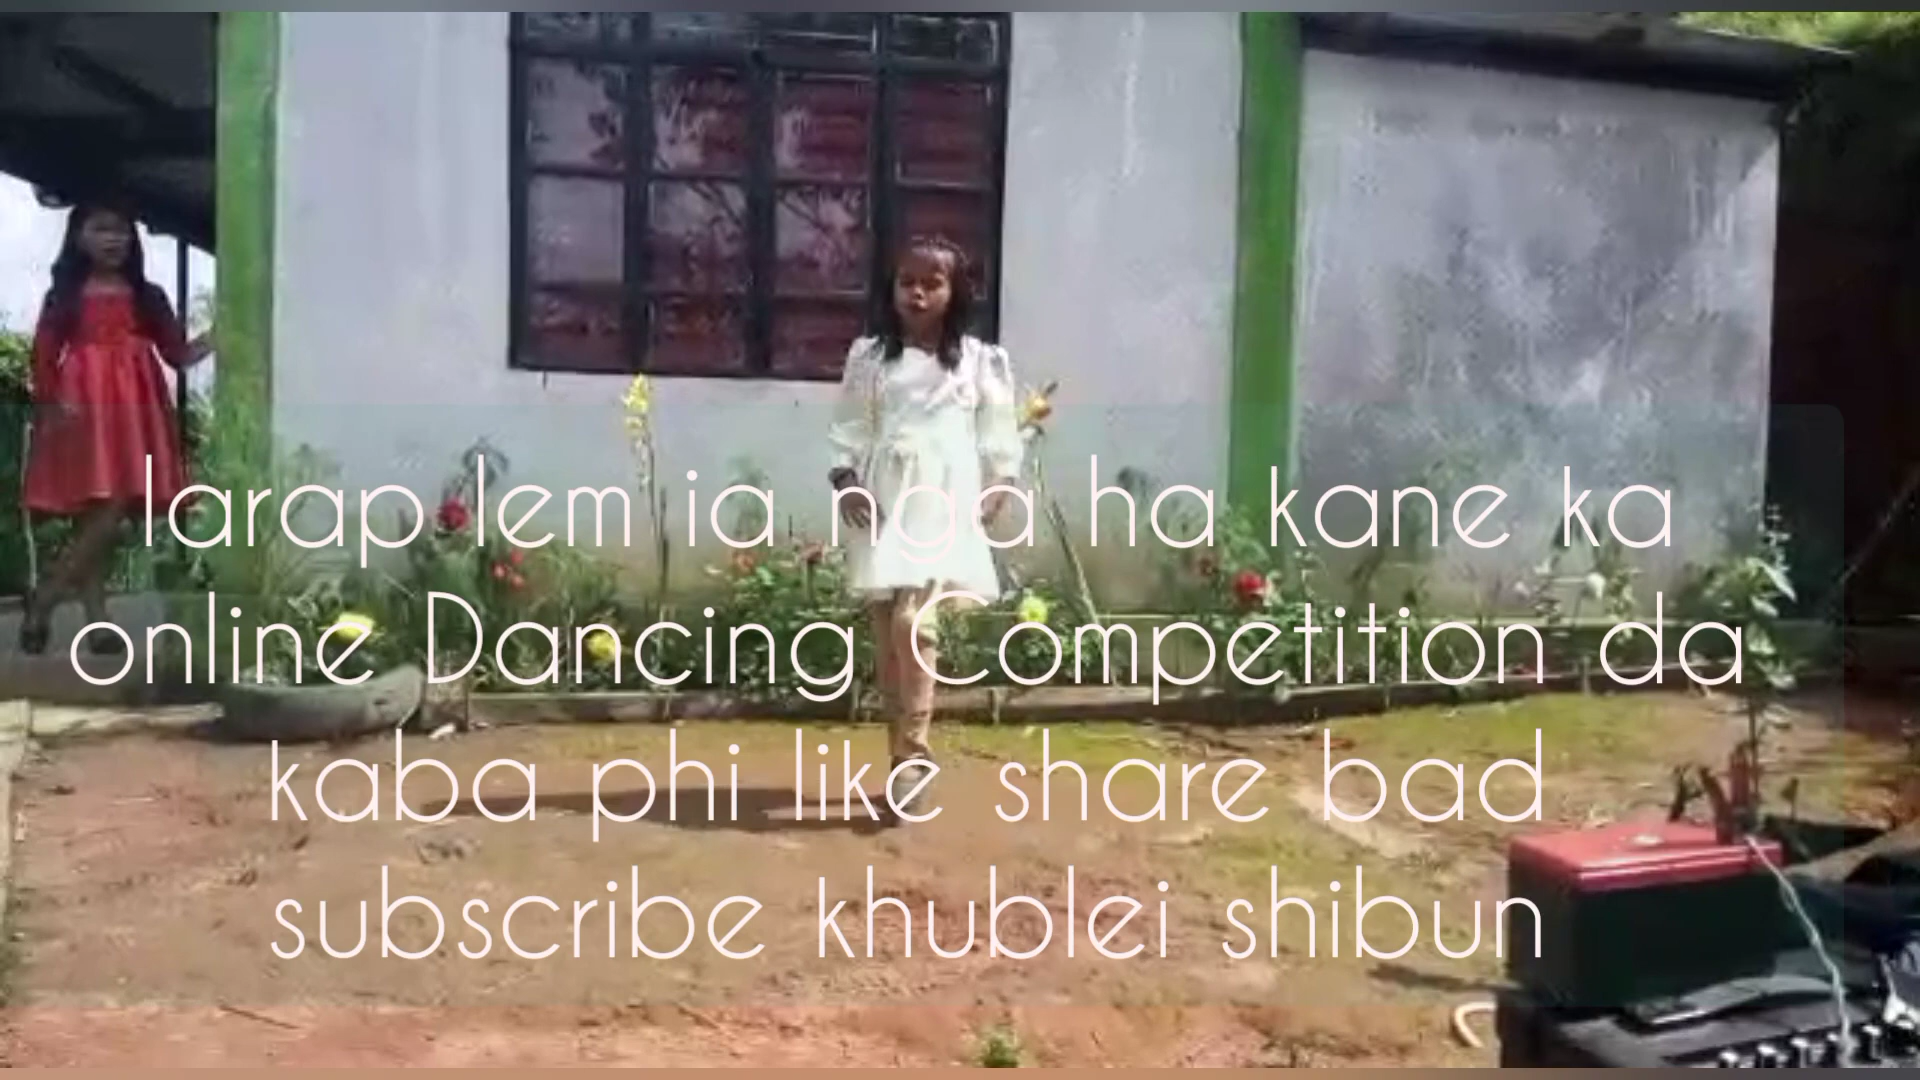 Iarap lem ia nga ha kane ka
online Dancing Competition da
kaba phi like share bad
subscribe khublei shibun